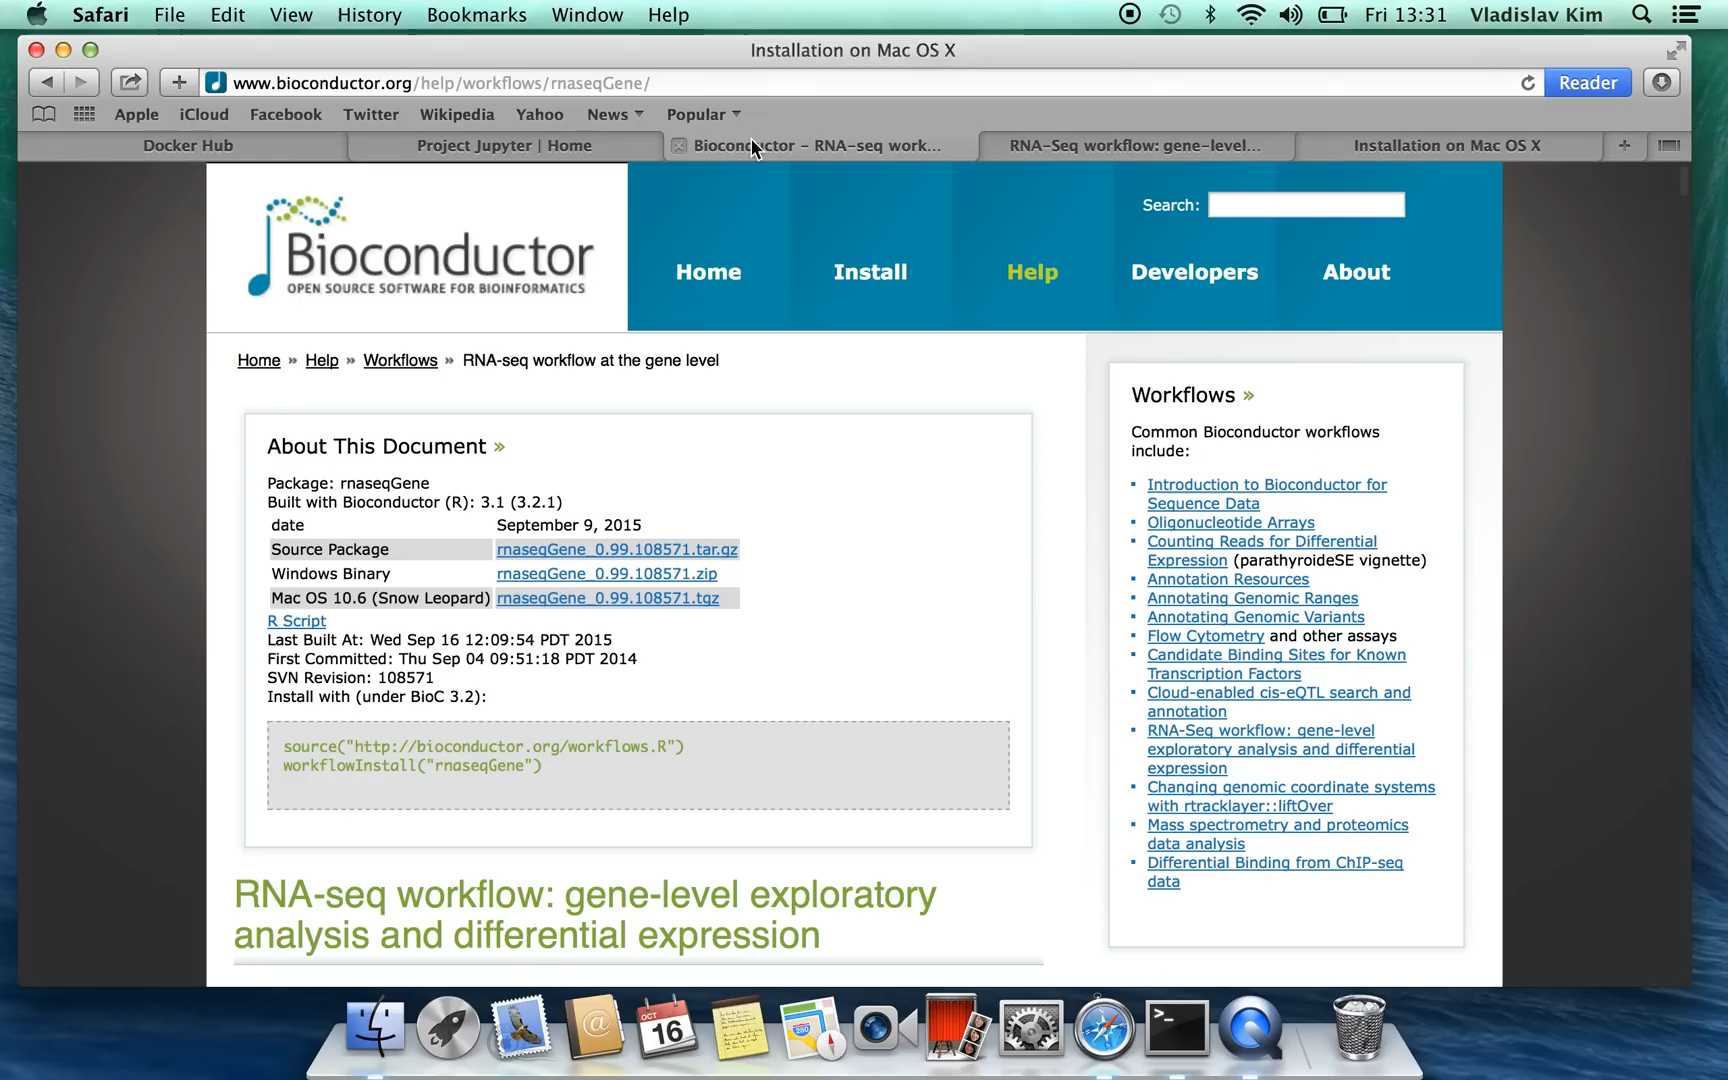 Safari File Edit View History Bookmarks Window Help Fri 13:31 Vladislav Kim
Installation on Mac OS X
www.bioconductor.org/help/workflows/rnaseqGene/
Reader
Apple iCloud Facebook Twitter Wikipedia Yahoo News Popular
Docker Hub
Project Jupyter | Home
Bioconductor – RNA-seq work...
RNA-Seq workflow: gene-level...
Installation on Mac OS X
Bioconductor
OPEN SOURCE SOFTWARE FOR BIOINFORMATICS
Search:
Home Install Help Developers About
Home » Help » Workflows » RNA-seq workflow at the gene level
About This Document »
Package: rnaseqGene
Built with Bioconductor (R): 3.1 (3.2.1)
date September 9, 2015
Source Package rnaseqGene_0.99.108571.tar.gz
Windows Binary rnaseqGene_0.99.108571.zip
Mac OS 10.6 (Snow Leopard) rnaseqGene_0.99.108571.tgz
R Script
Last Built At: Wed Sep 16 12:09:54 PDT 2015
First Committed: Thu Sep 04 09:51:18 PDT 2014
SVN Revision: 108571
Install with (under BioC 3.2):
source("http://bioconductor.org/workflows.R")
workflowInstall("rnaseqGene")
RNA-seq workflow: gene-level exploratory
analysis and differential expression
Workflows »
Common Bioconductor workflows
include:
Introduction to Bioconductor for
Sequence Data
Oligonucleotide Arrays
Counting Reads for Differential
Expression (parathyroideSE vignette)
Annotation Resources
Annotating Genomic Ranges
Annotating Genomic Variants
Flow Cytometry and other assays
Candidate Binding Sites for Known
Transcription Factors
Cloud-enabled cis-eQTL search and
annotation
RNA-Seq workflow: gene-level
exploratory analysis and differential
expression
Changing genomic coordinate systems
with rtracklayer::liftOver
Mass spectrometry and proteomics
data analysis
Differential Binding from ChIP-seq
data
OCT
16
280
>_